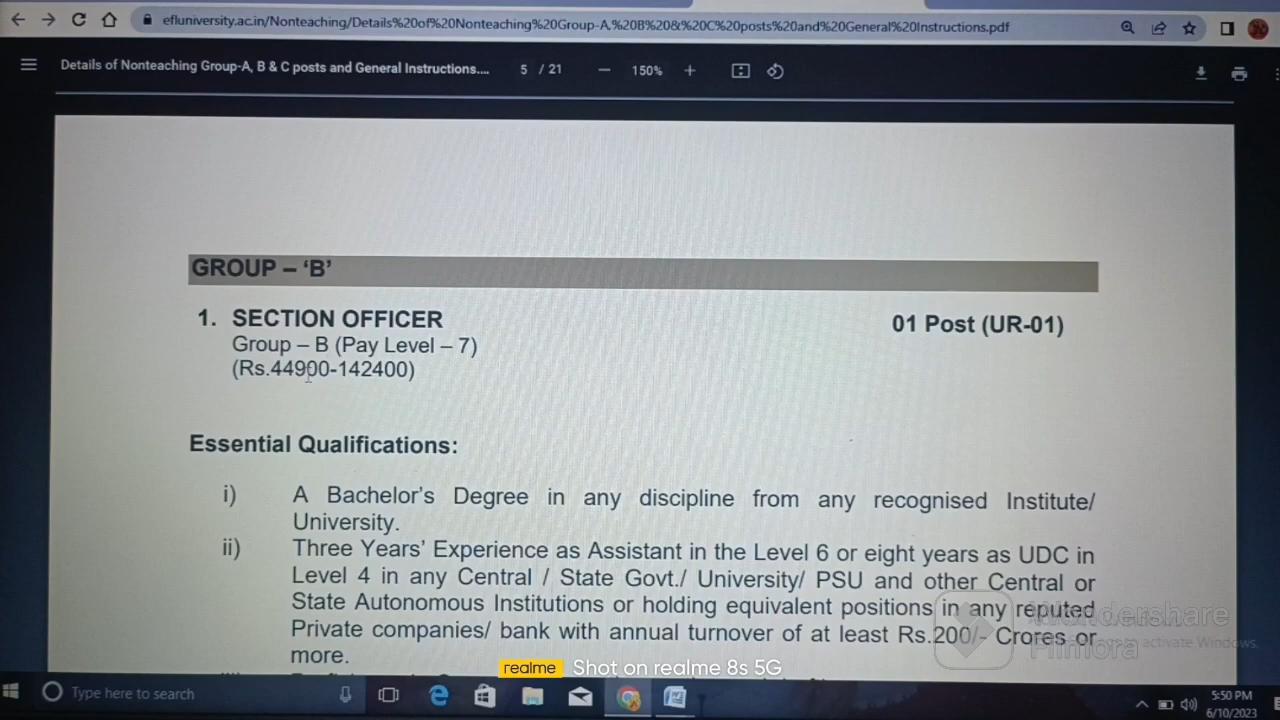 efluniversity.ac.in/Nonteaching/Details%20of%20Nonteaching%20Group-A,%20B%20&%20C%20posts%20and%20General%20Instructions.pdf
Details of Nonteaching Group-A, B & C posts and General Instructions.... 5 / 21 — 150% +
GROUP – ‘B’
1. SECTION OFFICER 01 Post (UR-01)
Group – B (Pay Level – 7)
(Rs.44900-142400)
Essential Qualifications:
i) A Bachelor’s Degree in any discipline from any recognised Institute/
University.
ii) Three Years’ Experience as Assistant in the Level 6 or eight years as UDC in
Level 4 in any Central / State Govt./ University/ PSU and other Central or
State Autonomous Institutions or holding equivalent positions in any reputed
Private companies/ bank with annual turnover of at least Rs.200/- Crores or
more.
Wondershare
Filmora
activate Windows.
realme Shot on realme 8s 5G
Type here to search
5:50 PM
6/10/2023